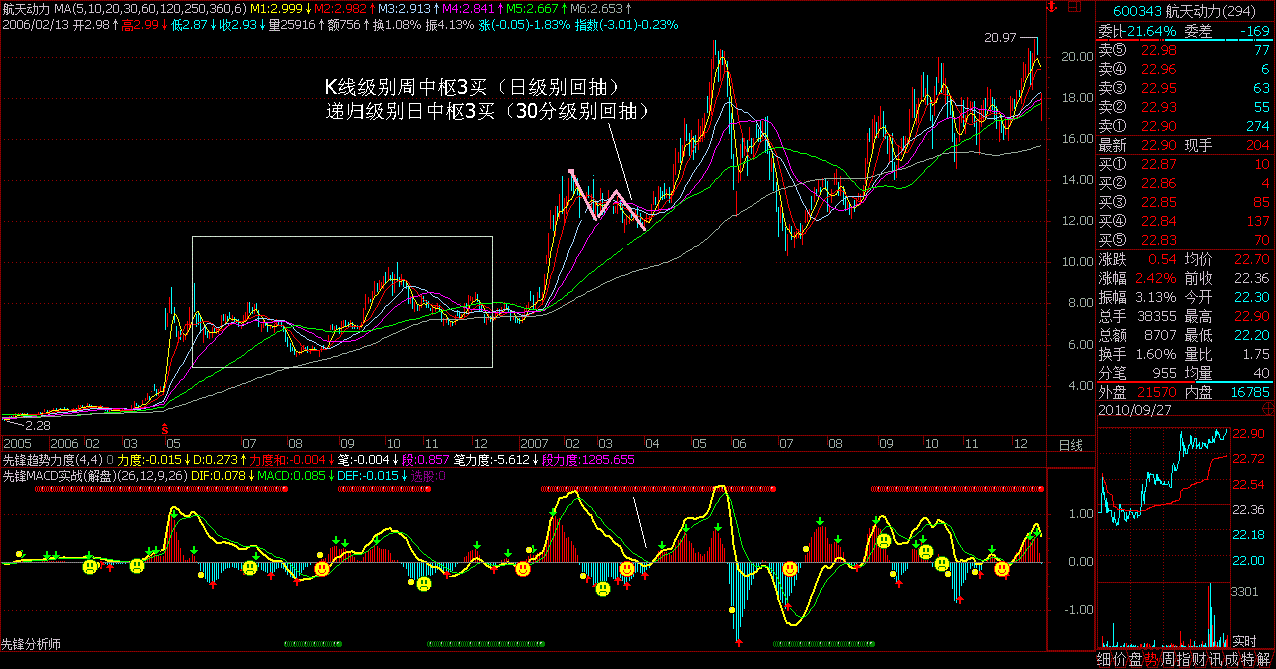 航天动力 MA(5,10,20,30,60,120,250,360,6) M1:2.999↓M2:2.982↑M3:2.913↑M4:2.841↑M5:2.667↑M6:2.653↑
2006/02/13 开2.98↑高2.99↓低2.87↓收2.93↓量25916↑额756↑换1.08% 振4.13% 涨(-0.05)-1.83% 指数(-3.01)-0.23%
K线级别周中枢3买（日级别回抽）
递归级别日中枢3买（30分级别回抽）
20.97
20.00
18.00
16.00
14.00
12.00
10.00
8.00
6.00
4.00
2.28
S
2005 2006 02 03 05 07 08 09 10 11 12 2007 02 03 04 05 06 07 08 09 10 11 12 日线
先锋趋势力度(4,4) 0 力度:-0.015↓D:0.273↑力度和:-0.004↓笔:-0.004↓段:0.857 笔力度:-5.612↓段力度:1285.655
先锋MACD实战(解盘)(26,12,9,26) DIF:0.078↓MACD:0.085↓DEF:-0.015↓选股:0
1.00
0.00
-1.00
先锋分析师
600343 航天动力(294)
委比-21.64% 委差 -169
卖⑤ 22.98 77
卖④ 22.96 6
卖③ 22.95 63
卖② 22.93 55
卖① 22.90 274
最新 22.90 现手 204
买① 22.87 10
买② 22.86 4
买③ 22.85 85
买④ 22.84 137
买⑤ 22.83 70
涨跌 0.54 均价 22.70
涨幅 2.42% 前收 22.36
振幅 3.13% 今开 22.30
总手 38355 最高 22.90
总额 8707 最低 22.20
换手 1.60% 量比 1.75
分笔 955 均量 40
外盘 21570 内盘 16785
2010/09/27
22.90
22.72
22.54
22.36
22.18
22.00
3301
实时
细价盘势周指财讯成特解